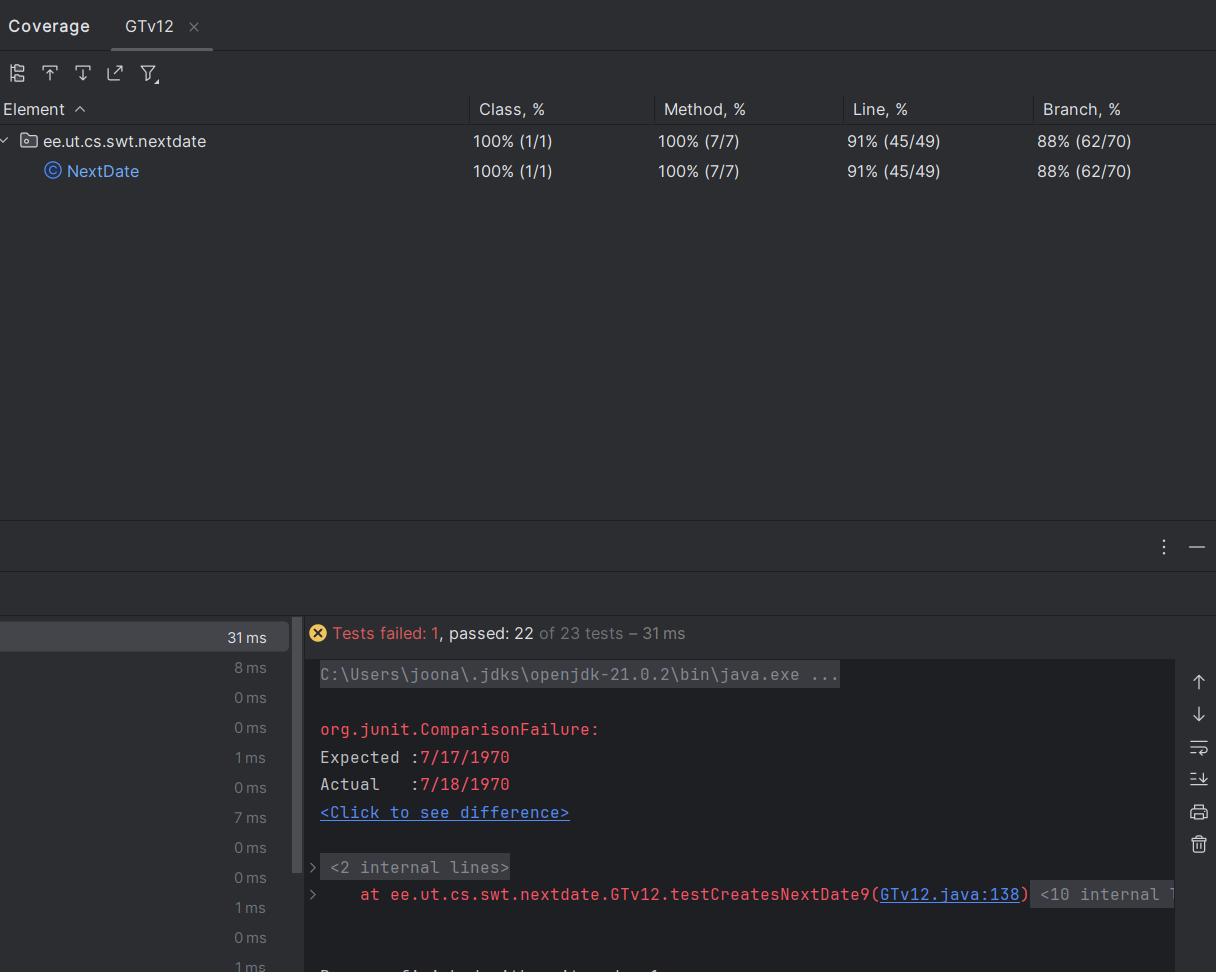 Coverage GTv12
Element Class, % Method, % Line, % Branch, %
ee.ut.cs.swt.nextdate 100% (1/1) 100% (7/7) 91% (45/49) 88% (62/70)
NextDate 100% (1/1) 100% (7/7) 91% (45/49) 88% (62/70)
31 ms
8 ms
0 ms
0 ms
1 ms
0 ms
7 ms
0 ms
0 ms
1 ms
0 ms
1 ms
Tests failed: 1, passed: 22 of 23 tests – 31 ms
C:\Users\joona\.jdks\openjdk-21.0.2\bin\java.exe ...
org.junit.ComparisonFailure:
Expected :7/17/1970
Actual :7/18/1970
<Click to see difference>
<2 internal lines>
at ee.ut.cs.swt.nextdate.GTv12.testCreatesNextDate9(GTv12.java:138) <10 internal